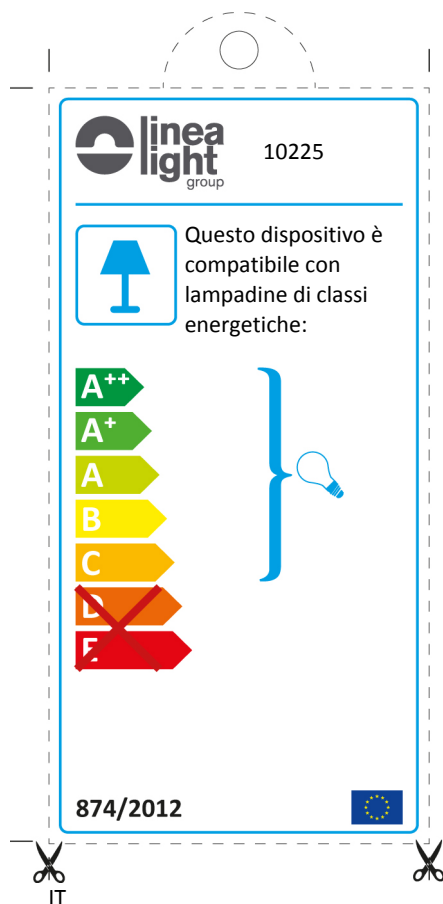 linea
light
group
10225
Questo dispositivo è
compatibile con
lampadine di classi
energetiche:
A++
A+
A
B
C
D
E
874/2012
IT